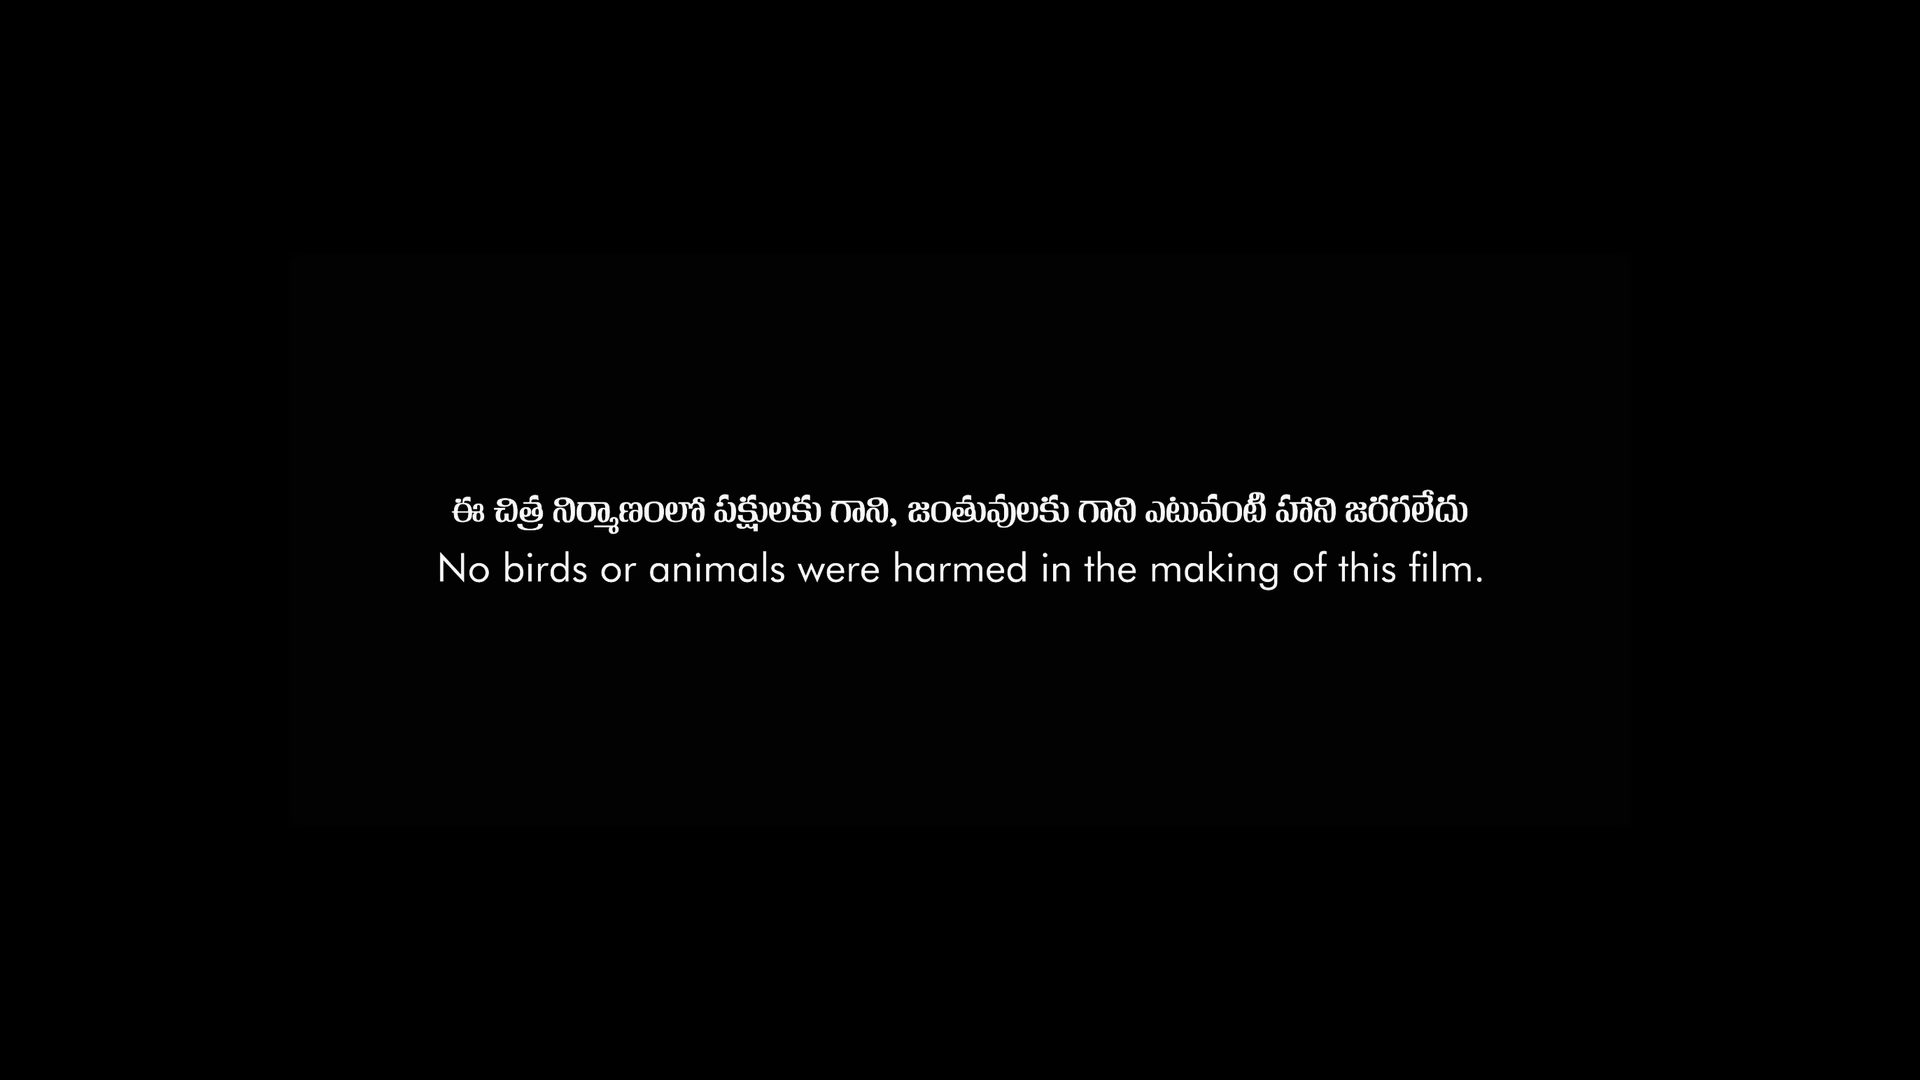 ఈ చిత్ర నిర్మాణంలో పక్షులకు గాని, జంతువులకు గాని ఎటువంటి హాని జరగలేదు
No birds or animals were harmed in the making of this film.